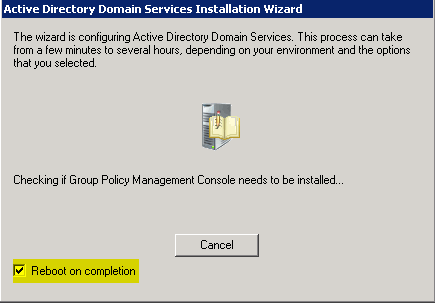 Active Directory Domain Services Installation Wizard
The wizard is configuring Active Directory Domain Services. This process can take
from a few minutes to several hours, depending on your environment and the options
that you selected.
Checking if Group Policy Management Console needs to be installed...
Cancel
Reboot on completion